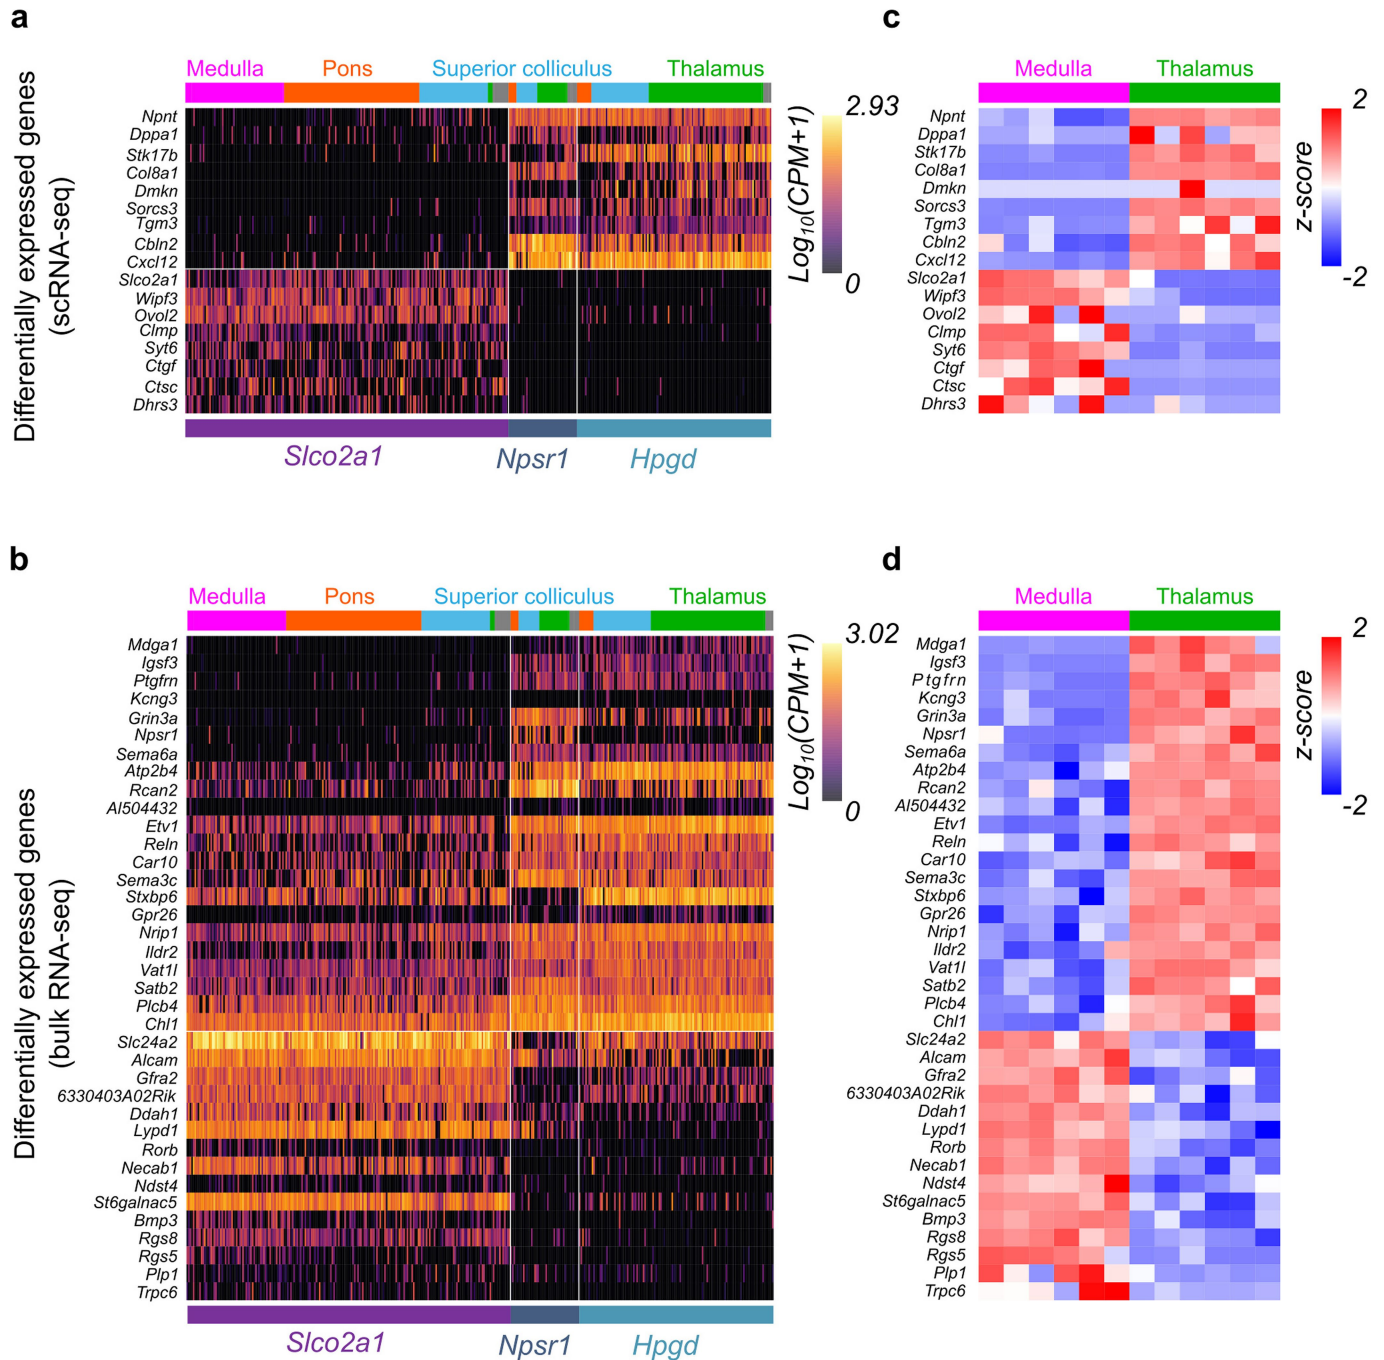 a
Differentially expressed genes
(scRNA-seq)
Medulla Pons Superior colliculus Thalamus
Npnt
Dppa1
Stk17b
Col8a1
Dmkn
Sorcs3
Tgm3
Cbln2
Cxcl12
Slco2a1
Wipf3
Ovol2
Clmp
Syt6
Ctgf
Ctsc
Dhrs3
Slco2a1 Npsr1 Hpgd
2.93
Log10(CPM+1)
0
c
Medulla Thalamus
Npnt
Dppa1
Stk17b
Col8a1
Dmkn
Sorcs3
Tgm3
Cbln2
Cxcl12
Slco2a1
Wipf3
Ovol2
Clmp
Syt6
Ctgf
Ctsc
Dhrs3
2
z-score
-2
b
Differentially expressed genes
(bulk RNA-seq)
Medulla Pons Superior colliculus Thalamus
Mdga1
Igsf3
Ptgfrn
Kcng3
Grin3a
Npsr1
Sema6a
Atp2b4
Rcan2
AI504432
Etv1
Reln
Car10
Sema3c
Stxbp6
Gpr26
Nrip1
Ildr2
Vat1l
Satb2
Plcb4
Chl1
Slc24a2
Alcam
Gfra2
6330403A02Rik
Ddah1
Lypd1
Rorb
Necab1
Ndst4
St6galnac5
Bmp3
Rgs8
Rgs5
Plp1
Trpc6
Slco2a1 Npsr1 Hpgd
3.02
Log10(CPM+1)
0
d
Medulla Thalamus
Mdga1
Igsf3
Ptgfrn
Kcng3
Grin3a
Npsr1
Sema6a
Atp2b4
Rcan2
AI504432
Etv1
Reln
Car10
Sema3c
Stxbp6
Gpr26
Nrip1
Ildr2
Vat1l
Satb2
Plcb4
Chl1
Slc24a2
Alcam
Gfra2
6330403A02Rik
Ddah1
Lypd1
Rorb
Necab1
Ndst4
St6galnac5
Bmp3
Rgs8
Rgs5
Plp1
Trpc6
2
z-score
-2